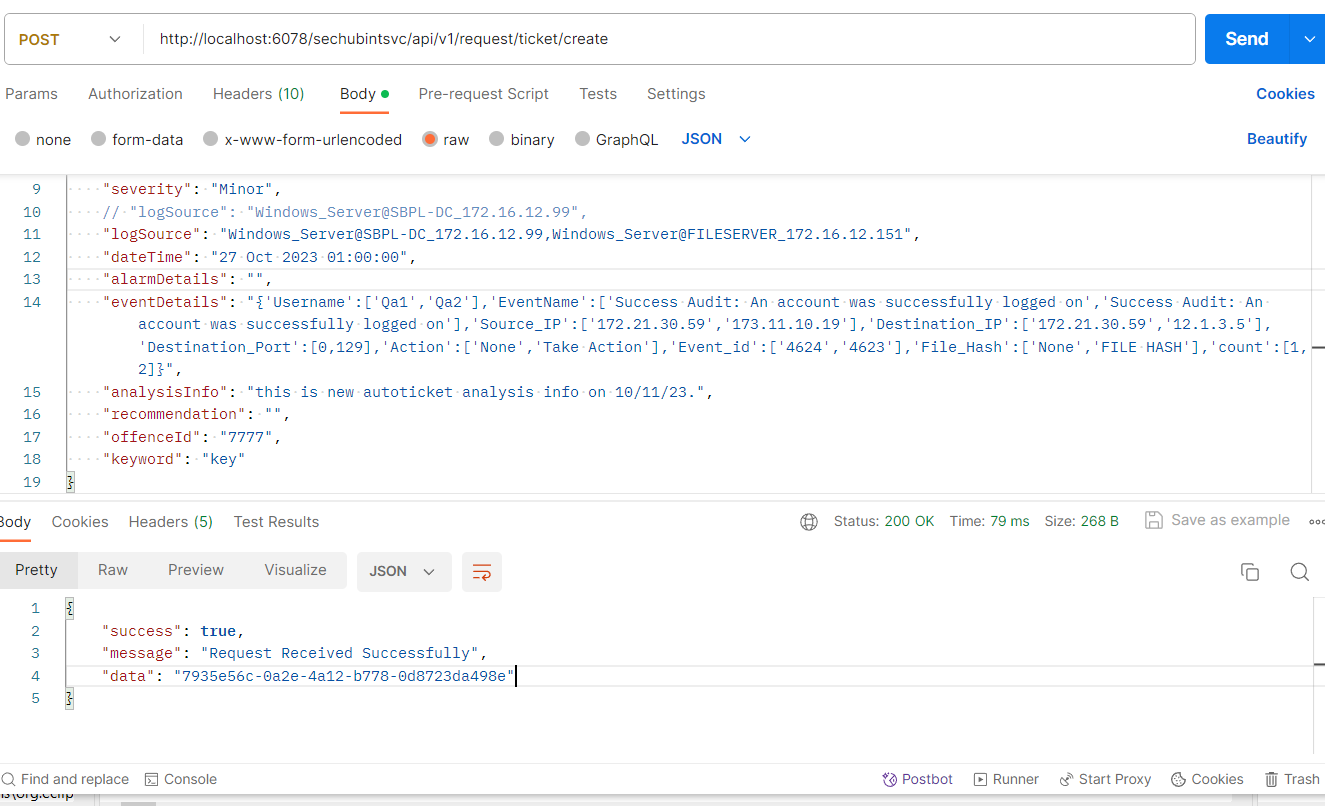 POST http://localhost:6078/sechubintsvc/api/v1/request/ticket/create Send
Params Authorization Headers (10) Body Pre-request Script Tests Settings Cookies
none form-data x-www-form-urlencoded raw binary GraphQL JSON Beautify
9 "severity": "Minor",
10 // "logSource": "Windows_Server@SBPL-DC_172.16.12.99",
11 "logSource": "Windows_Server@SBPL-DC_172.16.12.99,Windows_Server@FILESERVER_172.16.12.151",
12 "dateTime": "27 Oct 2023 01:00:00",
13 "alarmDetails": "",
14 "eventDetails": "{'Username':['Qa1','Qa2'],'EventName':['Success Audit: An account was successfully logged on','Success Audit: An
account was successfully logged on'],'Source_IP':['172.21.30.59','173.11.10.19'],'Destination_IP':['172.21.30.59','12.1.3.5'],
'Destination_Port':[0,129],'Action':['None','Take Action'],'Event_id':['4624','4623'],'File_Hash':['None','FILE HASH'],'count':[1,
2]}",
15 "analysisInfo": "this is new autoticket analysis info on 10/11/23.",
16 "recommendation": "",
17 "offenceId": "7777",
18 "keyword": "key"
19 }
Body Cookies Headers (5) Test Results Status: 200 OK Time: 79 ms Size: 268 B Save as example
Pretty Raw Preview Visualize JSON
1 {
2 "success": true,
3 "message": "Request Received Successfully",
4 "data": "7935e56c-0a2e-4a12-b778-0d8723da498e"
5 }
Find and replace Console Postbot Runner Start Proxy Cookies Trash